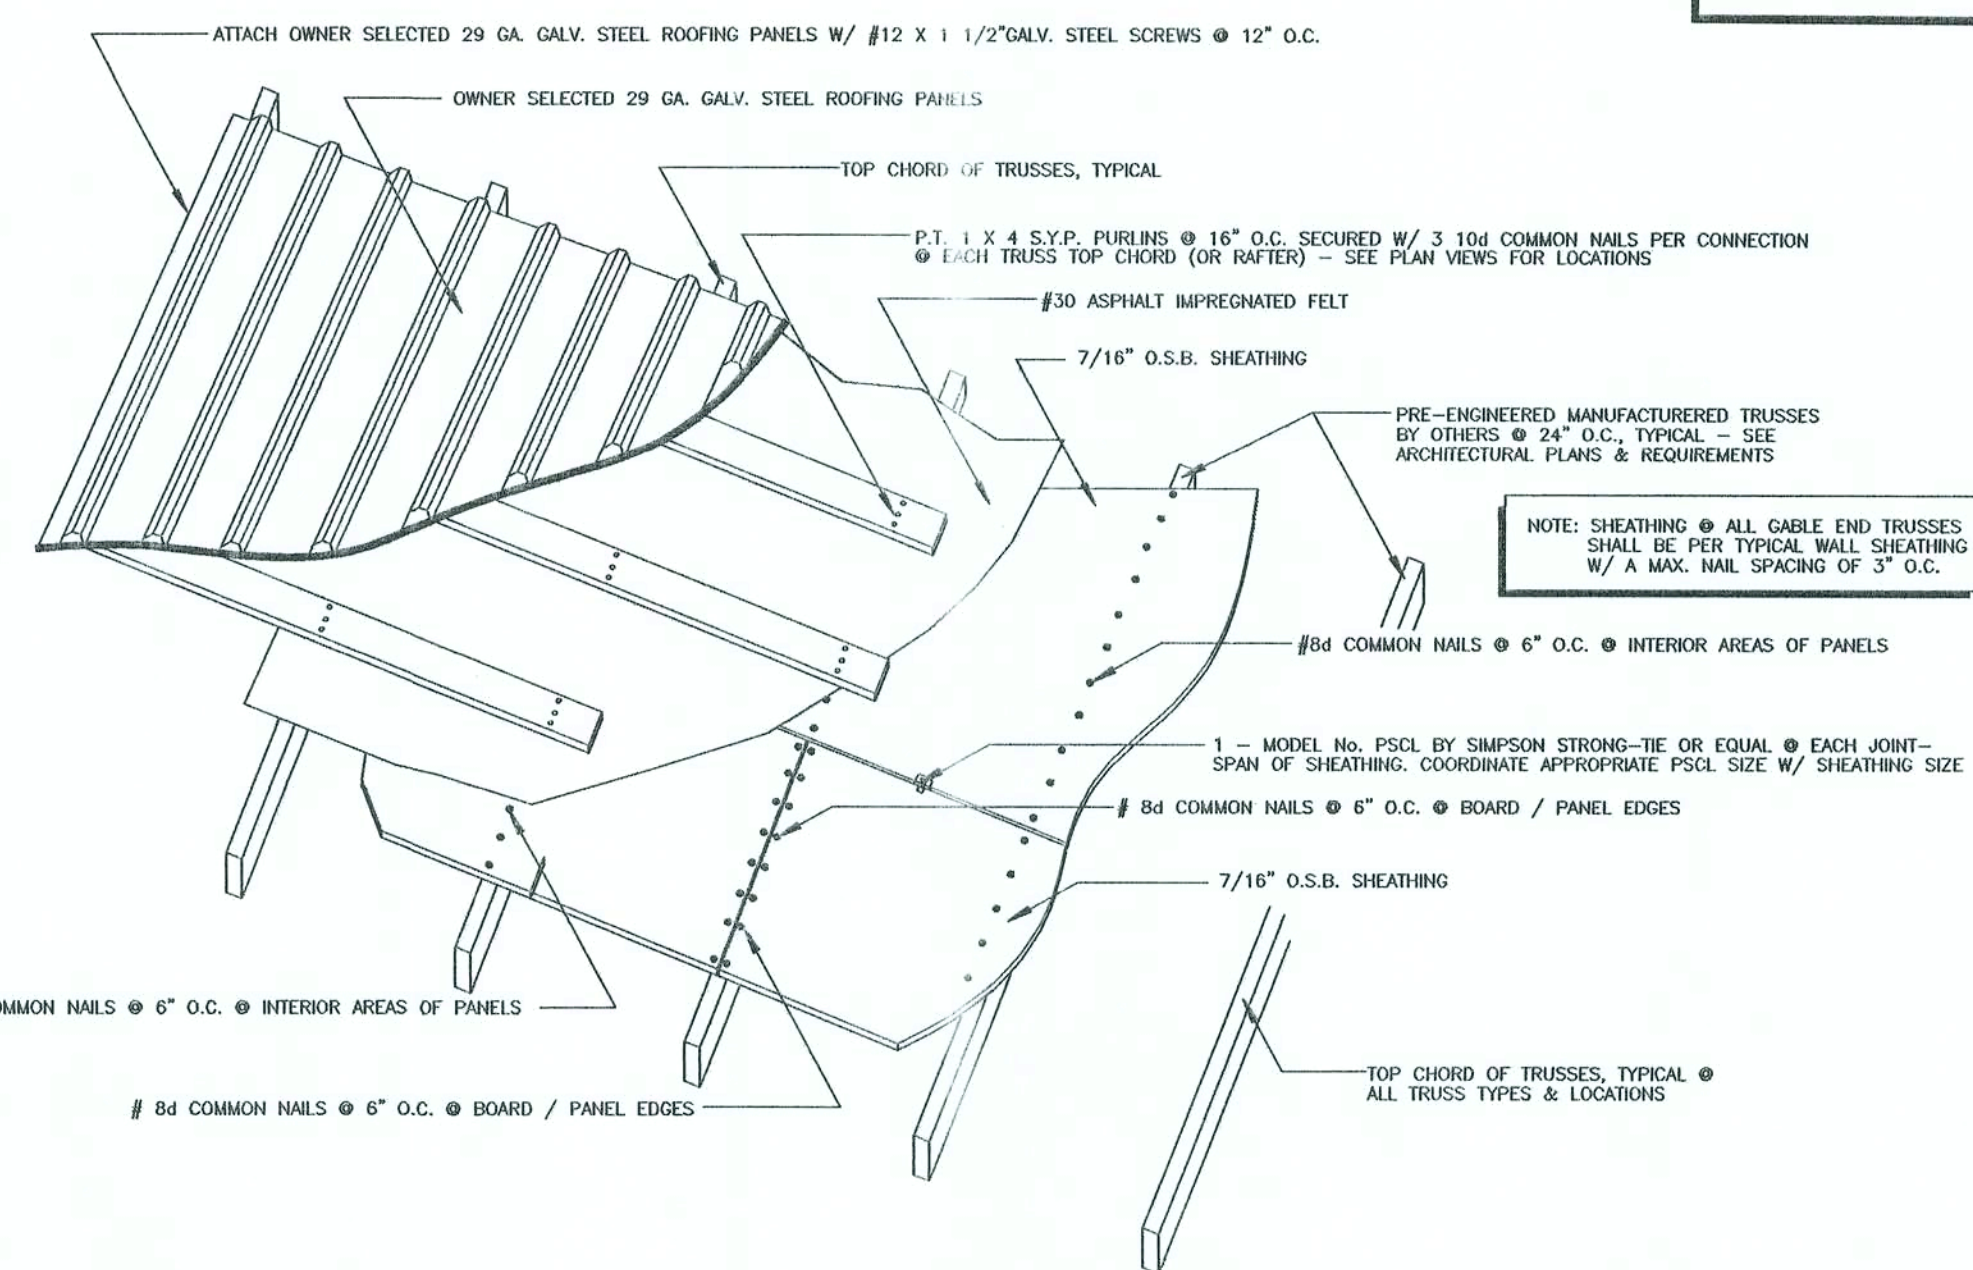 ATTACH OWNER SELECTED 29 GA. GALV. STEEL ROOFING PANELS W/ #12 X 1 1/2"GALV. STEEL SCREWS @ 12" O.C.
OWNER SELECTED 29 GA. GALV. STEEL ROOFING PANELS
TOP CHORD OF TRUSSES, TYPICAL
P.T. 1 X 4 S.Y.P. PURLINS @ 16" O.C. SECURED W/ 3 10d COMMON NAILS PER CONNECTION
@ EACH TRUSS TOP CHORD (OR RAFTER) - SEE PLAN VIEWS FOR LOCATIONS
#30 ASPHALT IMPREGNATED FELT
7/16" O.S.B. SHEATHING
PRE-ENGINEERED MANUFACTURERED TRUSSES
BY OTHERS @ 24" O.C., TYPICAL - SEE
ARCHITECTURAL PLANS & REQUIREMENTS
NOTE: SHEATHING @ ALL GABLE END TRUSSES
SHALL BE PER TYPICAL WALL SHEATHING
W/ A MAX. NAIL SPACING OF 3" O.C.
#8d COMMON NAILS @ 6" O.C. @ INTERIOR AREAS OF PANELS
1 - MODEL No. PSCL BY SIMPSON STRONG-TIE OR EQUAL @ EACH JOINT-
SPAN OF SHEATHING. COORDINATE APPROPRIATE PSCL SIZE W/ SHEATHING SIZE
# 8d COMMON NAILS @ 6" O.C. @ BOARD / PANEL EDGES
7/16" O.S.B. SHEATHING
NAILS @ 6" O.C. @ INTERIOR AREAS OF PANELS
TOP CHORD OF TRUSSES, TYPICAL @
ALL TRUSS TYPES & LOCATIONS
# 8d COMMON NAILS @ 6" O.C. @ BOARD / PANEL EDGES